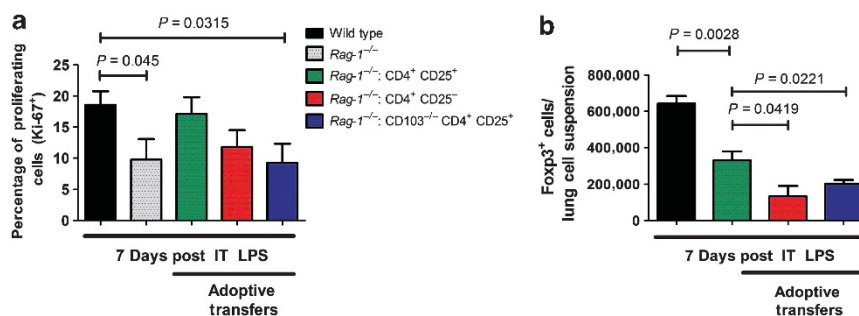 a
P = 0.0315
P = 0.045
Percentage of proliferating
cells (Ki-67⁺)
25
20
15
10
5
0
7 Days post IT LPS
Adoptive
transfers
Wild type
Rag-1⁻/⁻
Rag-1⁻/⁻: CD4⁺ CD25⁺
Rag-1⁻/⁻: CD4⁺ CD25⁻
Rag-1⁻/⁻: CD103⁻/⁻ CD4⁺ CD25⁺
b
P = 0.0028
P = 0.0221
P = 0.0419
Foxp3⁺ cells/
lung cell suspension
800,000
600,000
400,000
200,000
0
7 Days post IT LPS
Adoptive
transfers